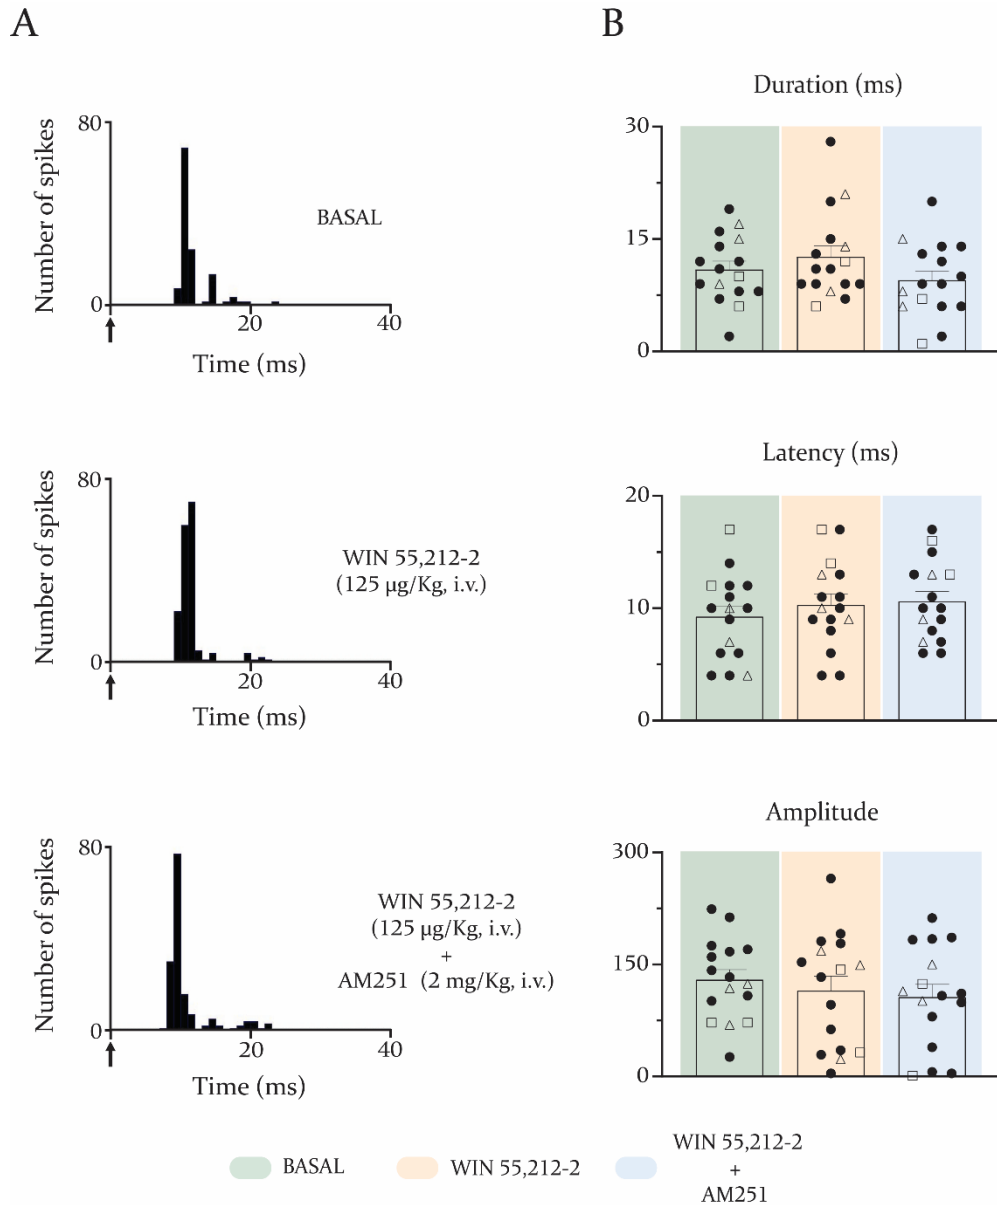 A
B
80
Number of spikes
BASAL
0
20
40
Time (ms)
80
Number of spikes
WIN 55,212-2
(125 µg/Kg, i.v.)
0
20
40
Time (ms)
80
Number of spikes
WIN 55,212-2
(125 µg/Kg, i.v.)
+
AM251 (2 mg/Kg, i.v.)
0
20
40
Time (ms)
Duration (ms)
30
15
0
Latency (ms)
20
10
0
Amplitude
300
150
0
BASAL
WIN 55,212-2
WIN 55,212-2
+
AM251